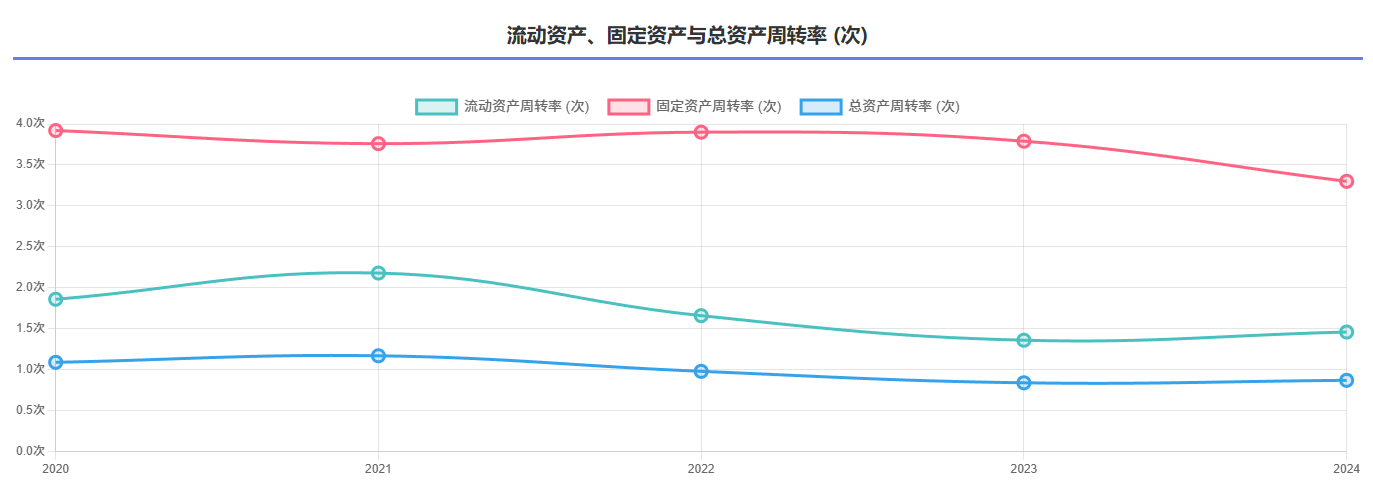 流动资产、固定资产与总资产周转率 (次)
流动资产周转率 (次) 固定资产周转率 (次) 总资产周转率 (次)
4.0次
3.5次
3.0次
2.5次
2.0次
1.5次
1.0次
0.5次
0.0次
2020 2021 2022 2023 2024